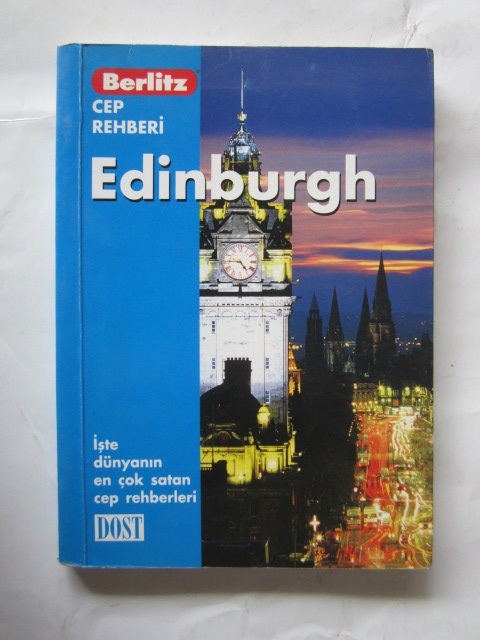 Berlitz
CEP
REHBERİ
Edinburgh
İşte
dünyanın
en çok satan
cep rehberleri
DOST